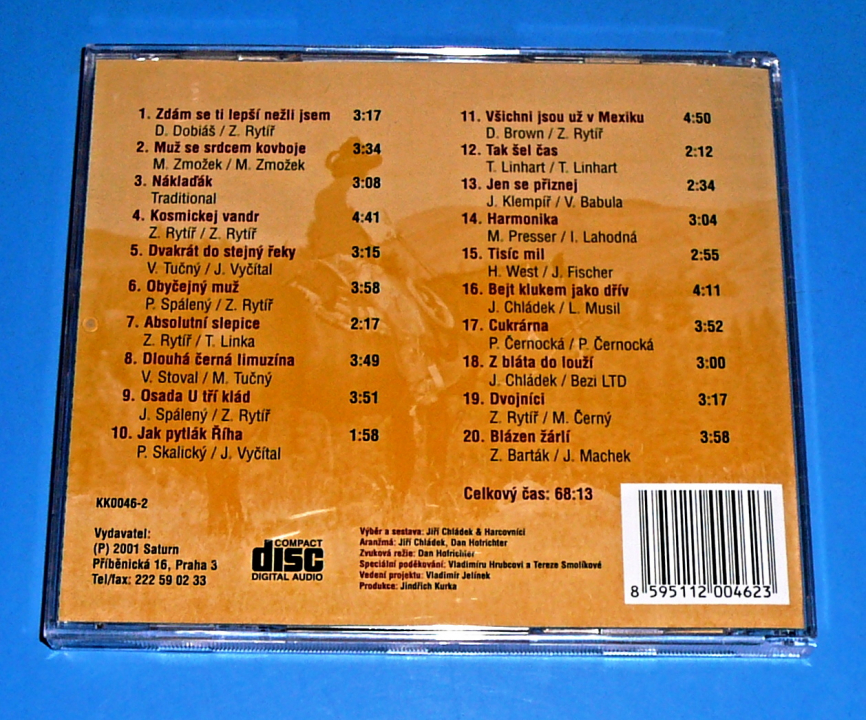 1. Zdám se ti lepší nežli jsem 3:17
D. Dobiáš / Z. Rytíř
2. Muž se srdcem kovboje 3:34
M. Zmožek / M. Zmožek
3. Náklaďák 3:08
Traditional
4. Kosmickej vandr 4:41
Z. Rytíř / Z. Rytíř
5. Dvakrát do stejný řeky 3:15
V. Tučný / J. Vyčítal
6. Obyčejný muž 3:58
P. Spálený / Z. Rytíř
7. Absolutní slepice 2:17
Z. Rytíř / T. Linka
8. Dlouhá černá limuzína 3:49
V. Stoval / M. Tučný
9. Osada U tří klád 3:51
J. Spálený / Z. Rytíř
10. Jak pytlák Říha 1:58
P. Skalický / J. Vyčítal
11. Všichni jsou už v Mexiku 4:50
D. Brown / Z. Rytíř
12. Tak šel čas 2:12
T. Linhart / T. Linhart
13. Jen se přiznej 2:34
J. Klempíř / V. Babula
14. Harmonika 3:04
M. Presser / I. Lahodná
15. Tisíc mil 2:55
H. West / J. Fischer
16. Bejt klukem jako dřív 4:11
J. Chládek / L. Musil
17. Cukrárna 3:52
P. Černocká / P. Černocká
18. Z bláta do louží 3:00
J. Chládek / Bezi LTD
19. Dvojníci 3:17
Z. Rytíř / M. Černý
20. Blázen žárlí 3:58
Z. Barták / J. Machek
Celkový čas: 68:13
KK0046-2
Vydavatel:
(P) 2001 Saturn
Příběnická 16, Praha 3
Tel/fax: 222 59 02 33
COMPACT
disc
DIGITAL AUDIO
Výběr a sestava: Jiří Chládek & Harcovníci
Aranžmá: Jiří Chládek, Dan Hofrichter
Zvuková režie: Dan Hofrichter
Speciální poděkování: Vladimíru Hrubcovi a Tereze Smolíkové
Vedení projektu: Vladimír Jelínek
Produkce: Jindřich Kurka
8 595112 004623